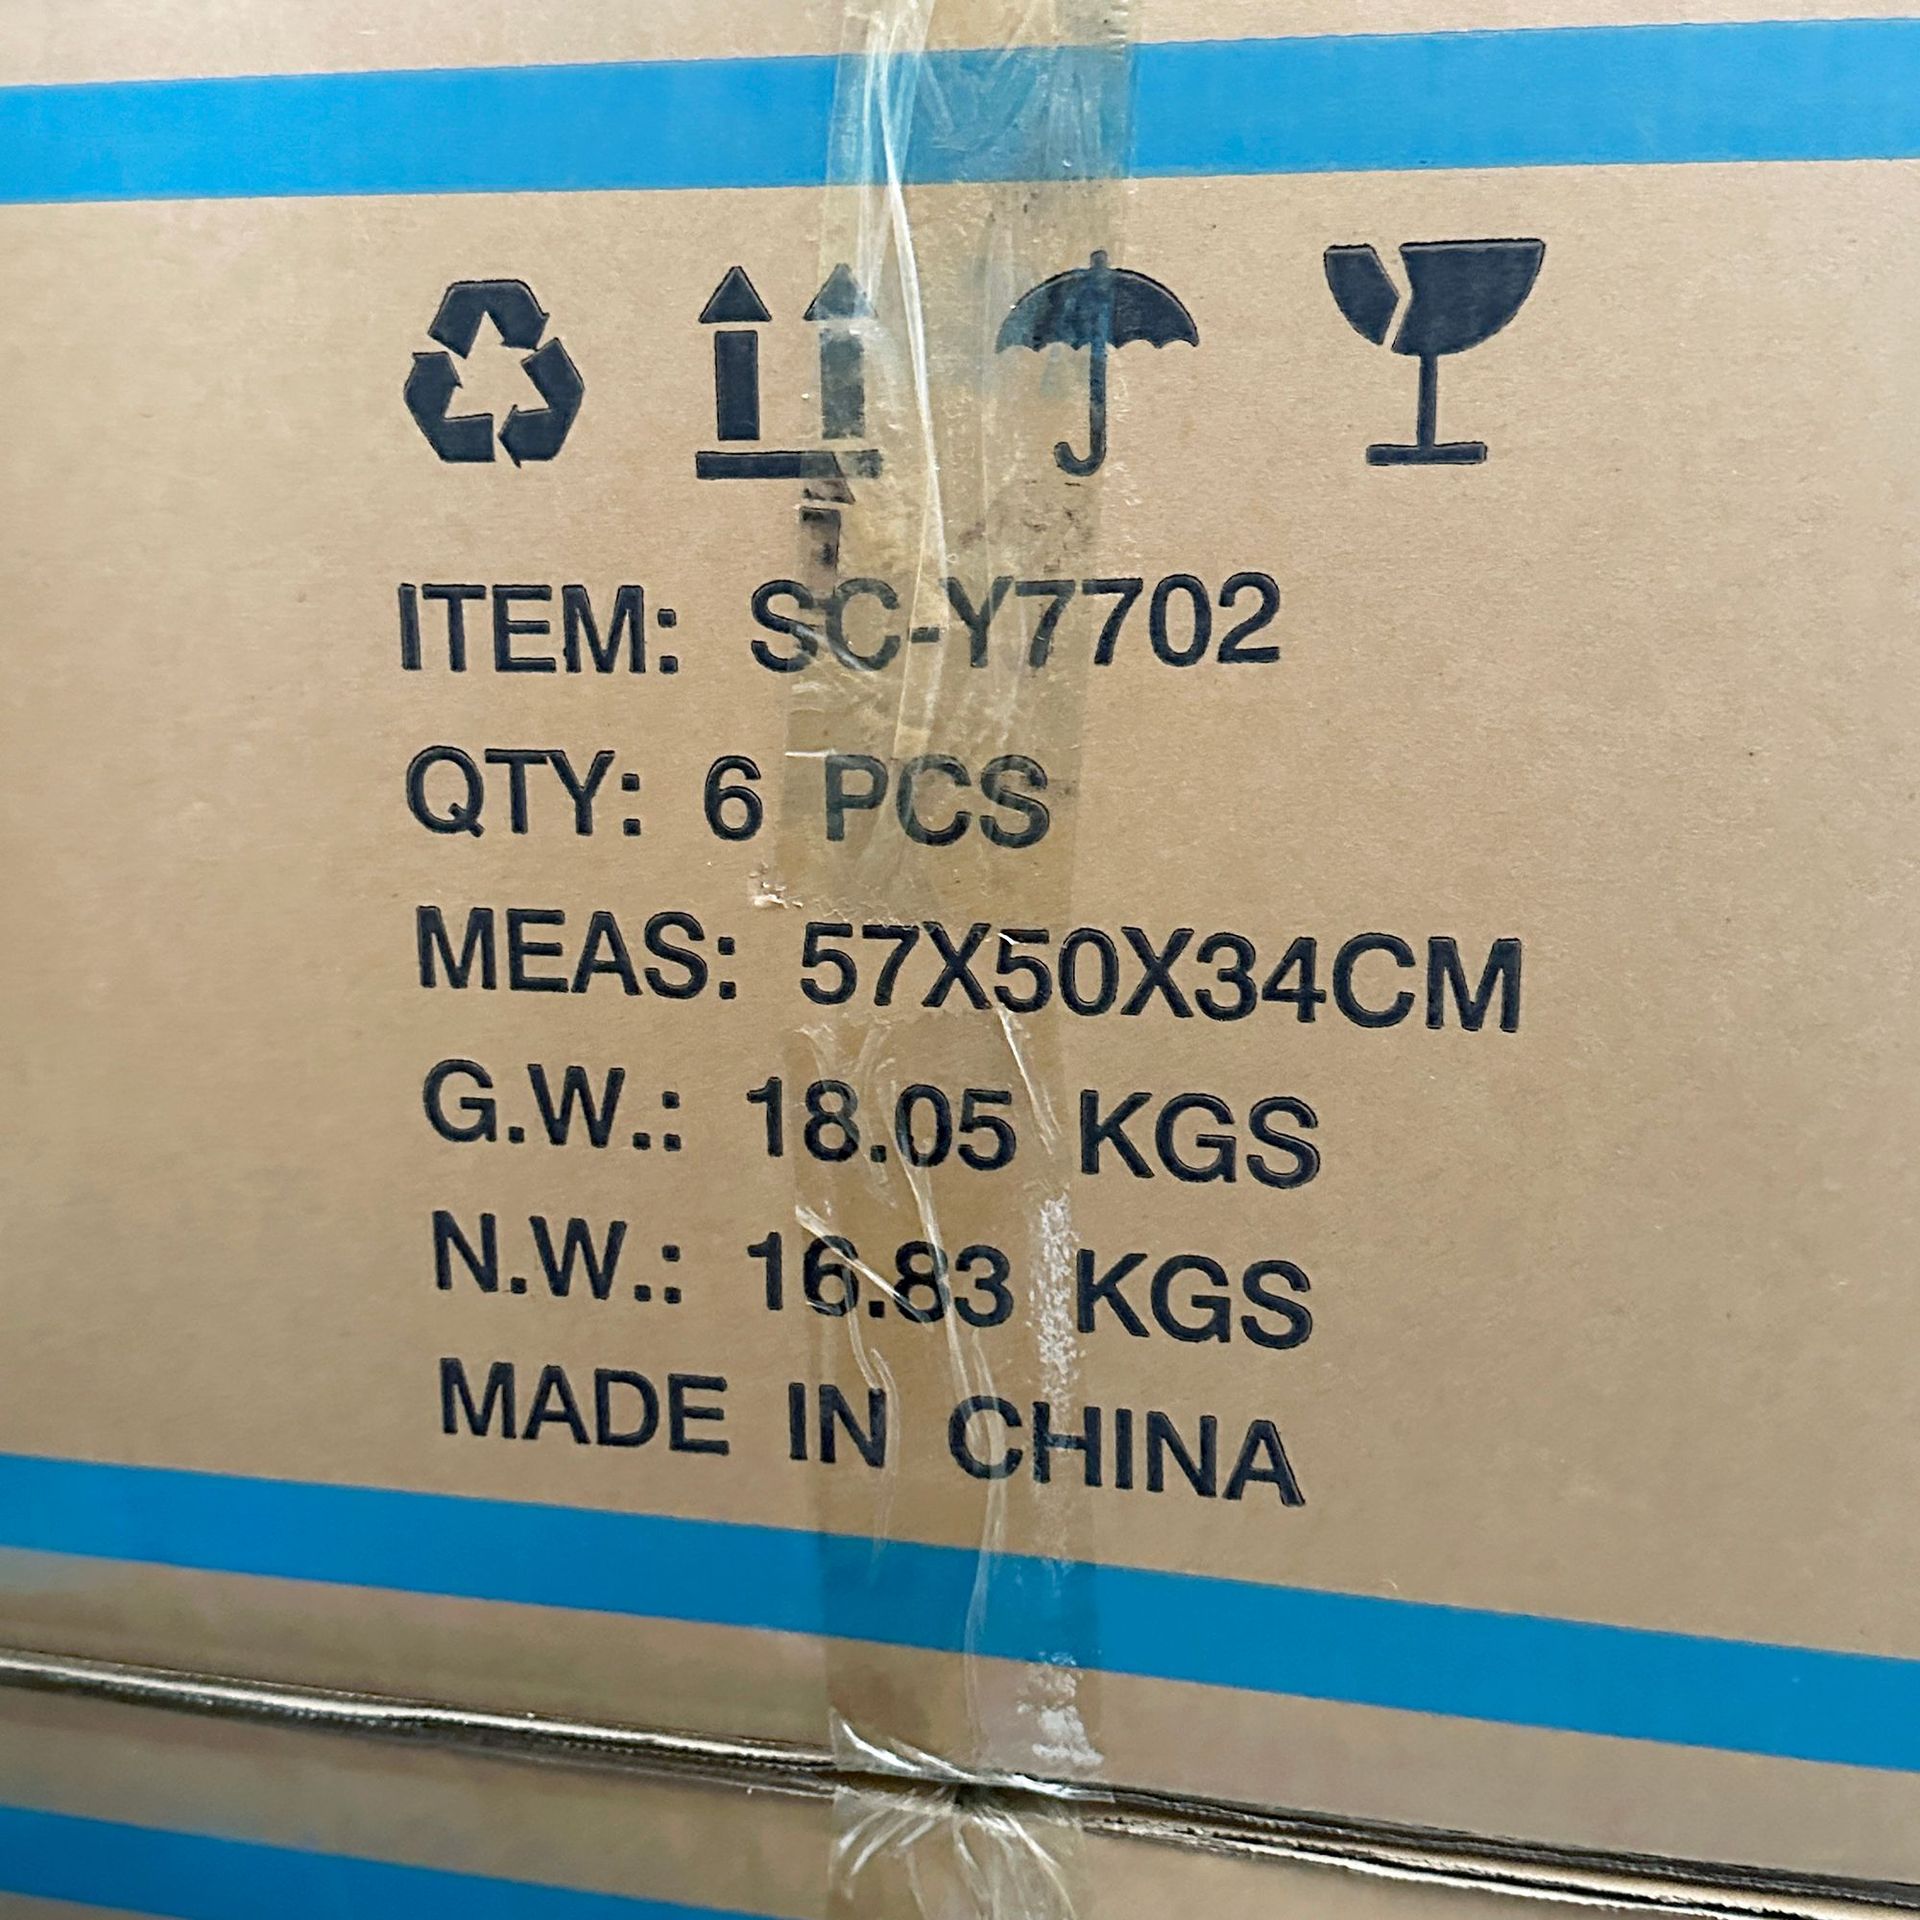 ITEM: SC-Y7702
QTY: 6 PCS
MEAS: 57X50X34CM
G.W.: 18.05 KGS
N.W.: 16.83 KGS
MADE IN CHINA